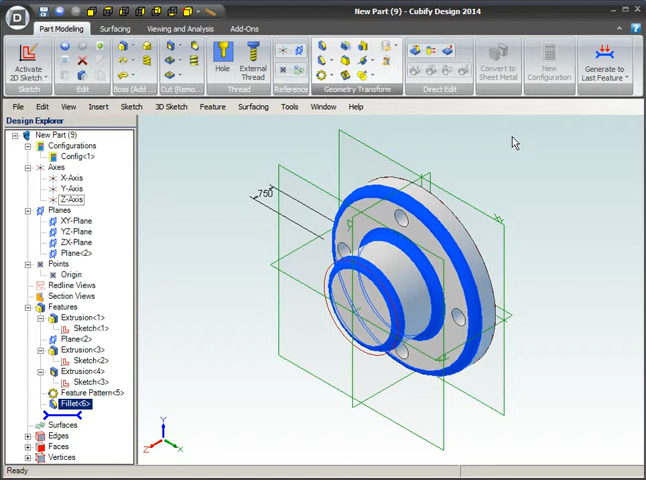 New Part (9) - Cubify Design 2014
D
Part Modeling Surfacing Viewing and Analysis Add-Ons
Activate 2D Sketch
Hole
External Thread
Convert to Sheet Metal
New Configuration
Generate to Last Feature
Sketch Edit Boss (Add ... Cut (Remo... Thread Reference Geometry Transform Direct Edit
File Edit View Insert Sketch 3D Sketch Feature Surfacing Tools Window Help
Design Explorer
New Part (9)
Configurations
Config<1>
Axes
X-Axis
Y-Axis
Z-Axis
Planes
XY-Plane
YZ-Plane
ZX-Plane
Plane<2>
Points
Origin
Redline Views
Section Views
Features
Extrusion<1>
Sketch<1>
Plane<2>
Extrusion<3>
Sketch<2>
Extrusion<4>
Sketch<3>
Feature Pattern<5>
Fillet<6>
Surfaces
Edges
Faces
Vertices
.750
Y
Z
X
Ready